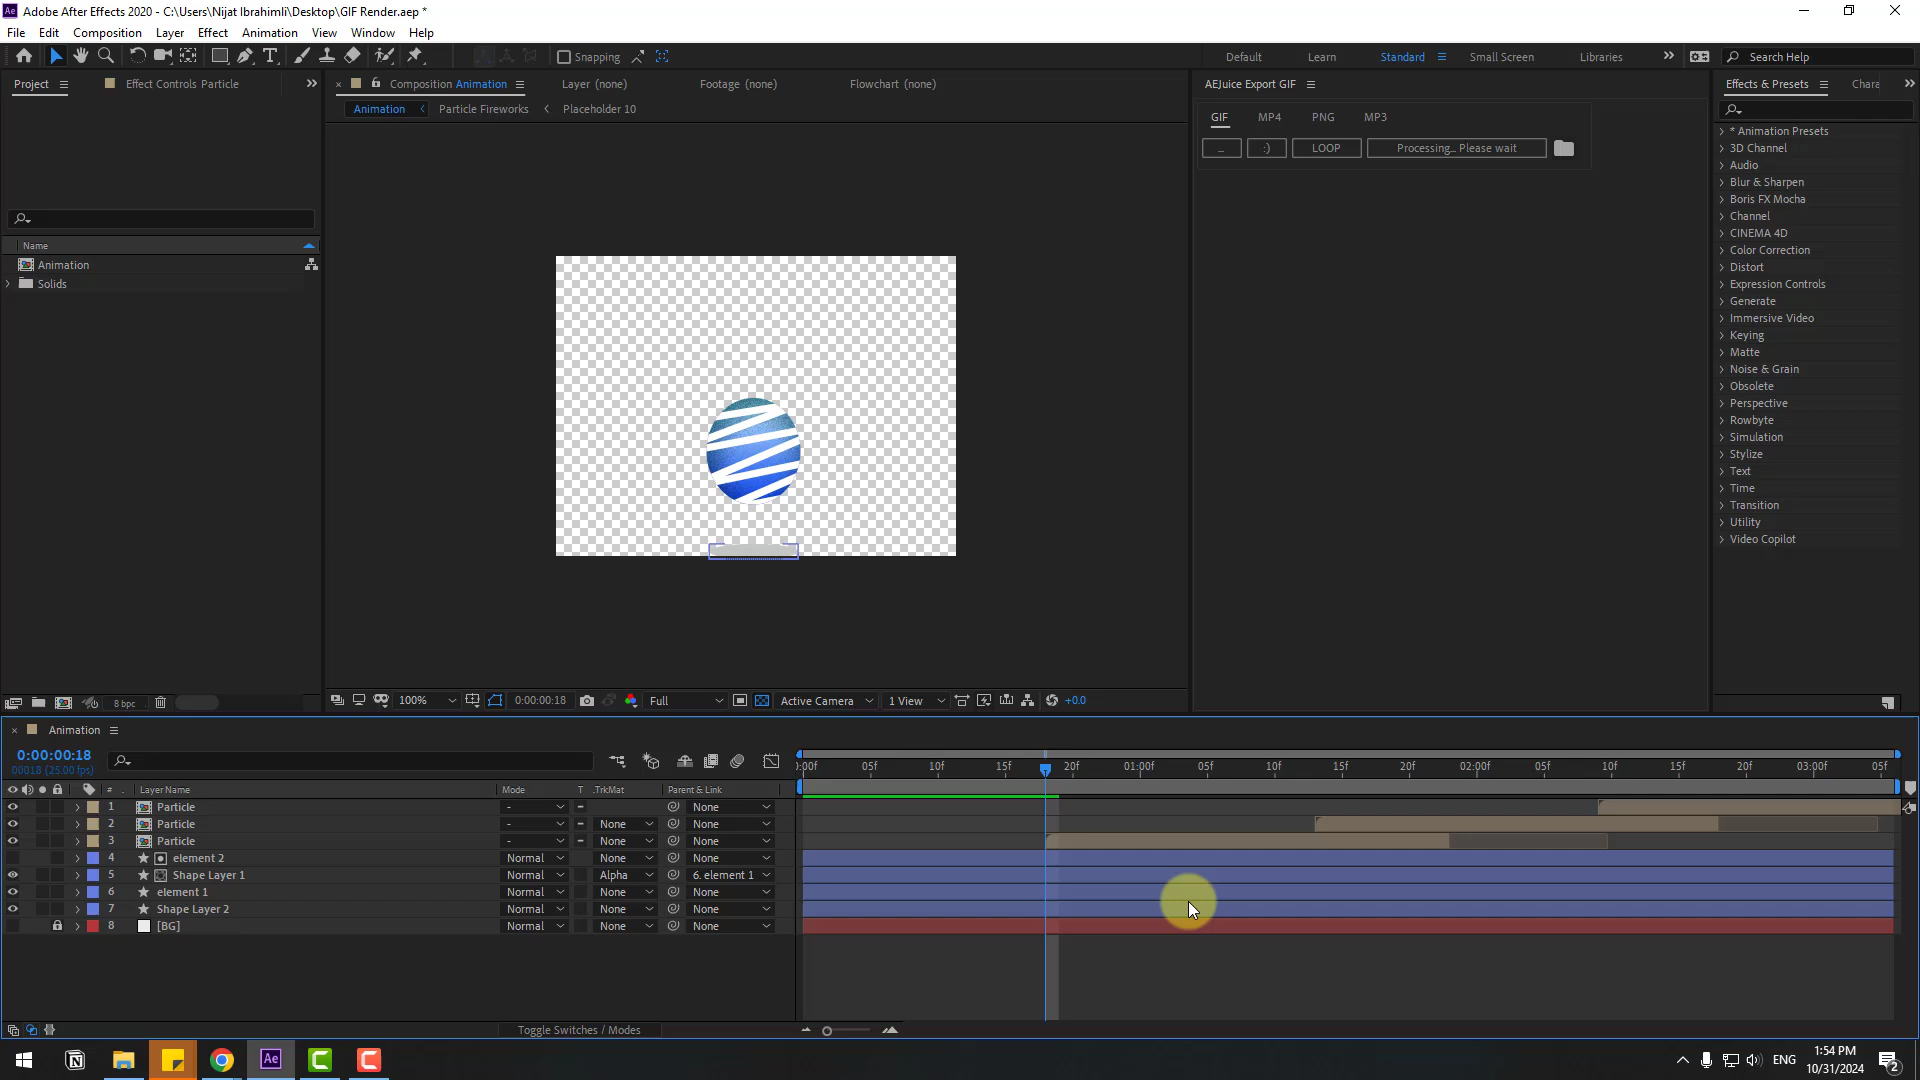 Ae Adobe After Effects 2020 - C:\Users\Nijat Ibrahimli\Desktop\GIF Render.aep *
File Edit Composition Layer Effect Animation View Window Help
Snapping Default Learn Standard Small Screen Libraries Search Help
Project Effect Controls Particle
Composition Animation Layer (none) Footage (none) Flowchart (none)
Animation Particle Fireworks Placeholder 10
AEJuice Export GIF
GIF MP4 PNG MP3
... :) LOOP Processing... Please wait
Effects & Presets Chara
* Animation Presets
3D Channel
Audio
Blur & Sharpen
Boris FX Mocha
Channel
CINEMA 4D
Color Correction
Distort
Expression Controls
Generate
Immersive Video
Keying
Matte
Noise & Grain
Obsolete
Perspective
Rowbyte
Simulation
Stylize
Text
Time
Transition
Utility
Video Copilot
Name
Animation
Solids
8 bpc
100% 0:00:00:18 Full Active Camera 1 View +0.0
Animation
0:00:00:18
00018 (25.00 fps)
:00f 05f 10f 15f 20f 01:00f 05f 10f 15f 20f 02:00f 05f 10f 15f 20f 03:00f 05f
# Layer Name Mode T .TrkMat Parent & Link
1 Particle - None
2 Particle - None None
3 Particle - None None
4 element 2 Normal None None
5 Shape Layer 1 Normal Alpha 6. element 1
6 element 1 Normal None None
7 Shape Layer 2 Normal None None
8 [BG] Normal None None
Toggle Switches / Modes
Ae
ENG
1:54 PM
10/31/2024
2